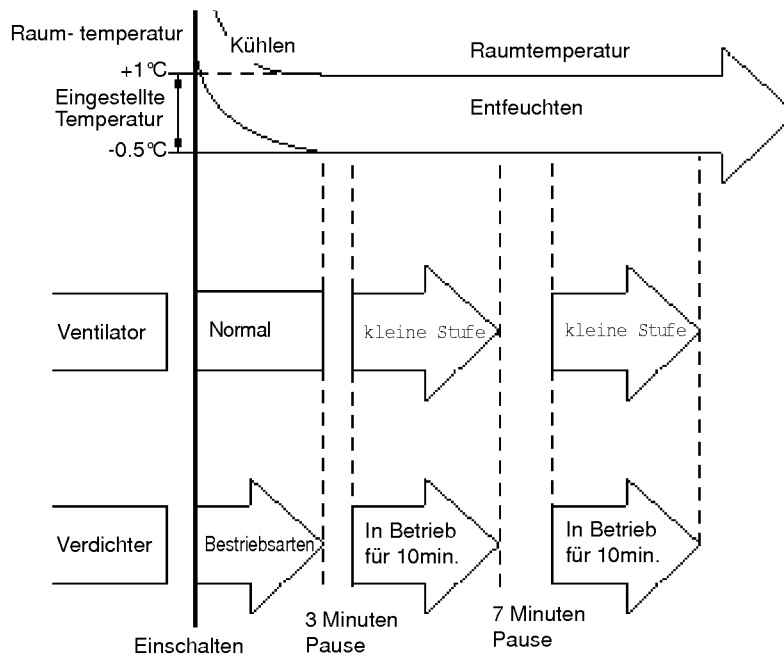 Raum- temperatur
Kühlen
Raumtemperatur
+1°C
Eingestellte
Temperatur
Entfeuchten
-0.5°C
Ventilator
Normal
kleine Stufe
kleine Stufe
Verdichter
Bestriebsarten
In Betrieb
für 10min.
In Betrieb
für 10min.
Einschalten
3 Minuten
Pause
7 Minuten
Pause